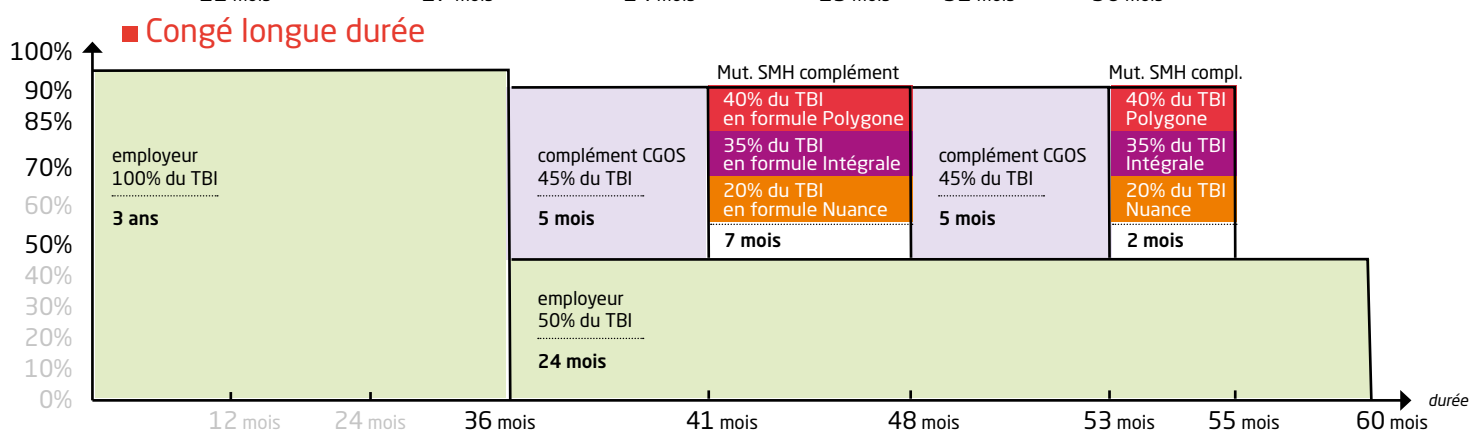 ■ Congé longue durée
100%
90%
85%
70%
60%
50%
40%
30%
20%
10%
0%
employeur
100% du TBI
3 ans
complément CGOS
45% du TBI
5 mois
Mut. SMH complément
40% du TBI
en formule Polygone
35% du TBI
en formule Intégrale
20% du TBI
en formule Nuance
7 mois
complément CGOS
45% du TBI
5 mois
Mut. SMH compl.
40% du TBI
Polygone
35% du TBI
Intégrale
20% du TBI
Nuance
2 mois
employeur
50% du TBI
24 mois
durée
12 mois 24 mois 36 mois 41 mois 48 mois 53 mois 55 mois 60 mois